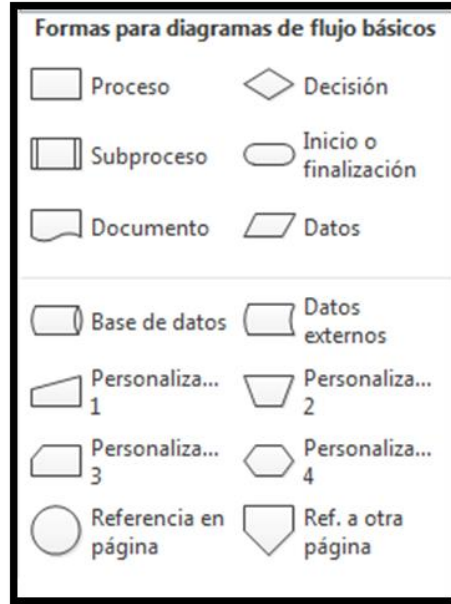 Formas para diagramas de flujo básicos
Proceso
Decisión
Subproceso
Inicio o
finalización
Documento
Datos
Base de datos
Datos
externos
Personaliza...
1
Personaliza...
2
Personaliza...
3
Personaliza...
4
Referencia en
página
Ref. a otra
página